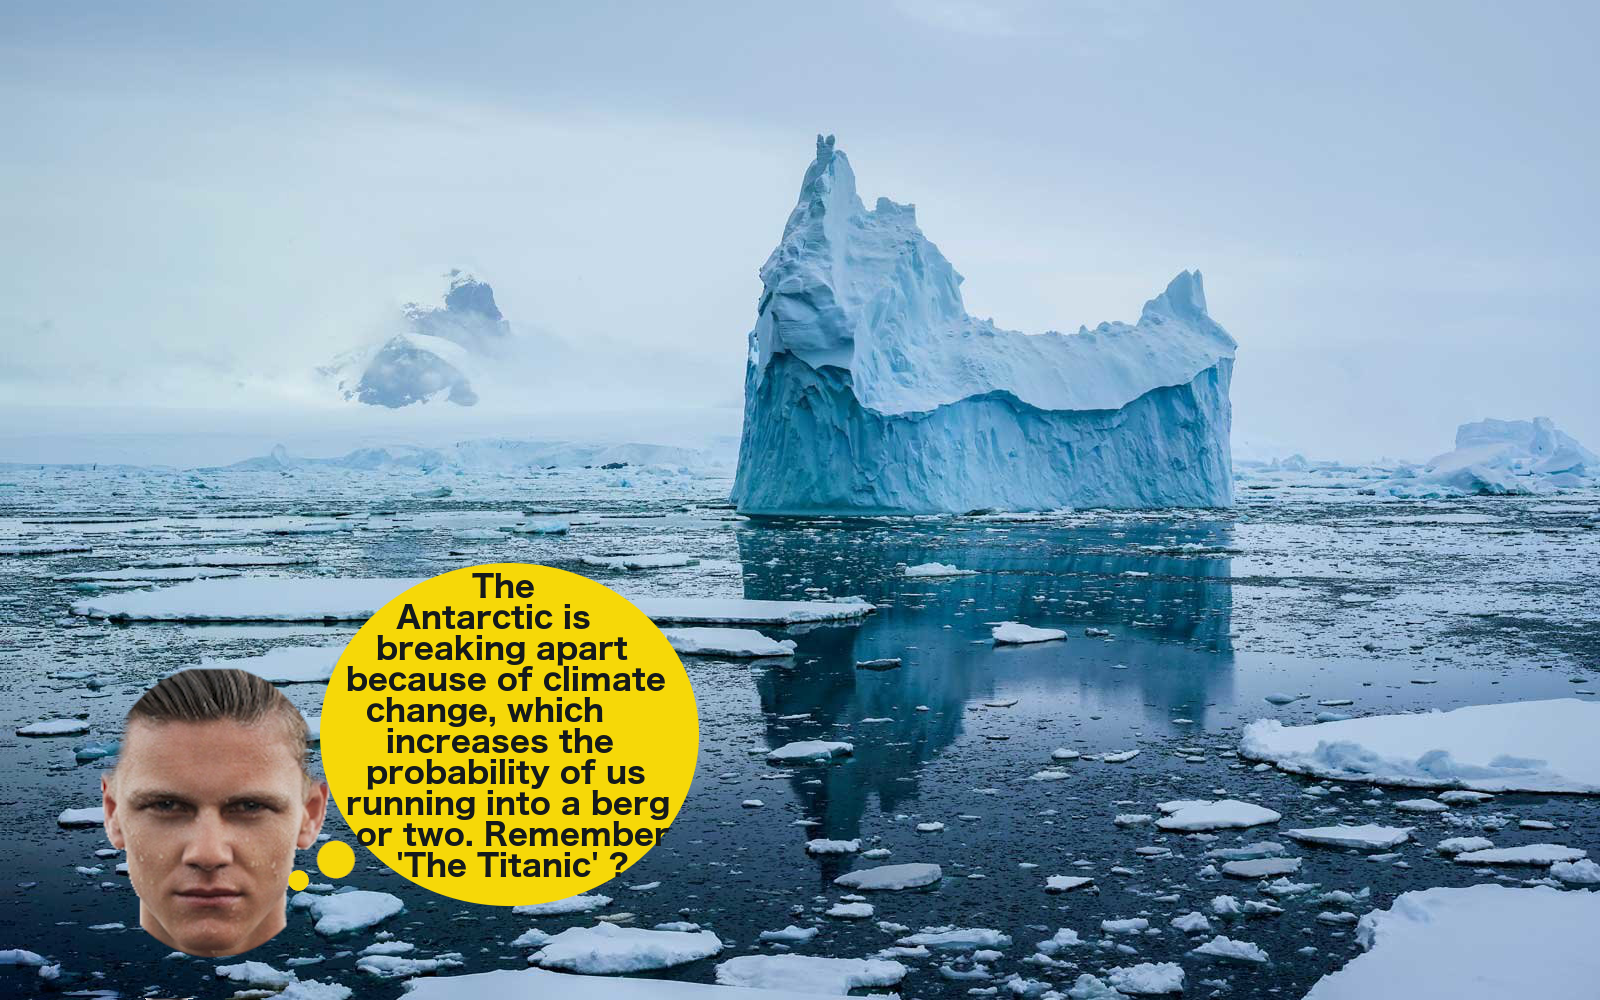 The
Antarctic is
breaking apart
because of climate
change, which
increases the
probability of us
running into a berg
or two. Remember
'The Titanic' ?